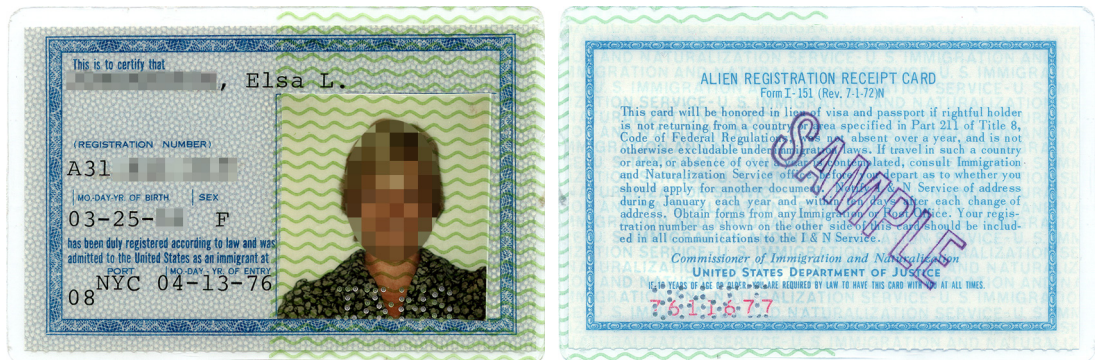 This is to certify that
, Elsa L.
(REGISTRATION NUMBER)
A31
MO-DAY-YR. OF BIRTH SEX
03-25- F
has been duly registered according to law and was
admitted to the United States as an immigrant at
PORT MO-DAY-YR. OF ENTRY
NYC 04-13-76
08
ALIEN REGISTRATION RECEIPT CARD
Form I-151 (Rev. 7-1-72)N
This card will be honored in lieu of visa and passport if rightful holder
is not returning from a country or area specified in Part 211 of Title 8,
Code of Federal Regulations, is not absent over a year, and is not
otherwise excludable under immigration laws. If travel in such a country
or area, or absence of over a year is contemplated, consult Immigration
and Naturalization Service office before you depart as to whether you
should apply for another document. Notify I & N Service of address
during January each year and within days after each change of
address. Obtain forms from any Immigration or Post Office. Your regis-
tration number as shown on the other side of this card should be includ-
ed in all communications to the I & N Service.
Commissioner of Immigration and Naturalization
UNITED STATES DEPARTMENT OF JUSTICE
IF 18 YEARS OF AGE OR OLDER, YOU ARE REQUIRED BY LAW TO HAVE THIS CARD WITH YOU AT ALL TIMES.
SAMPLE